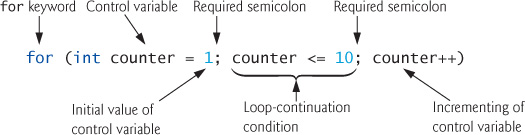 for keyword Control variable Required semicolon Required semicolon
for (int counter = 1; counter <= 10; counter++)
Initial value of control variable
Loop-continuation condition
Incrementing of control variable